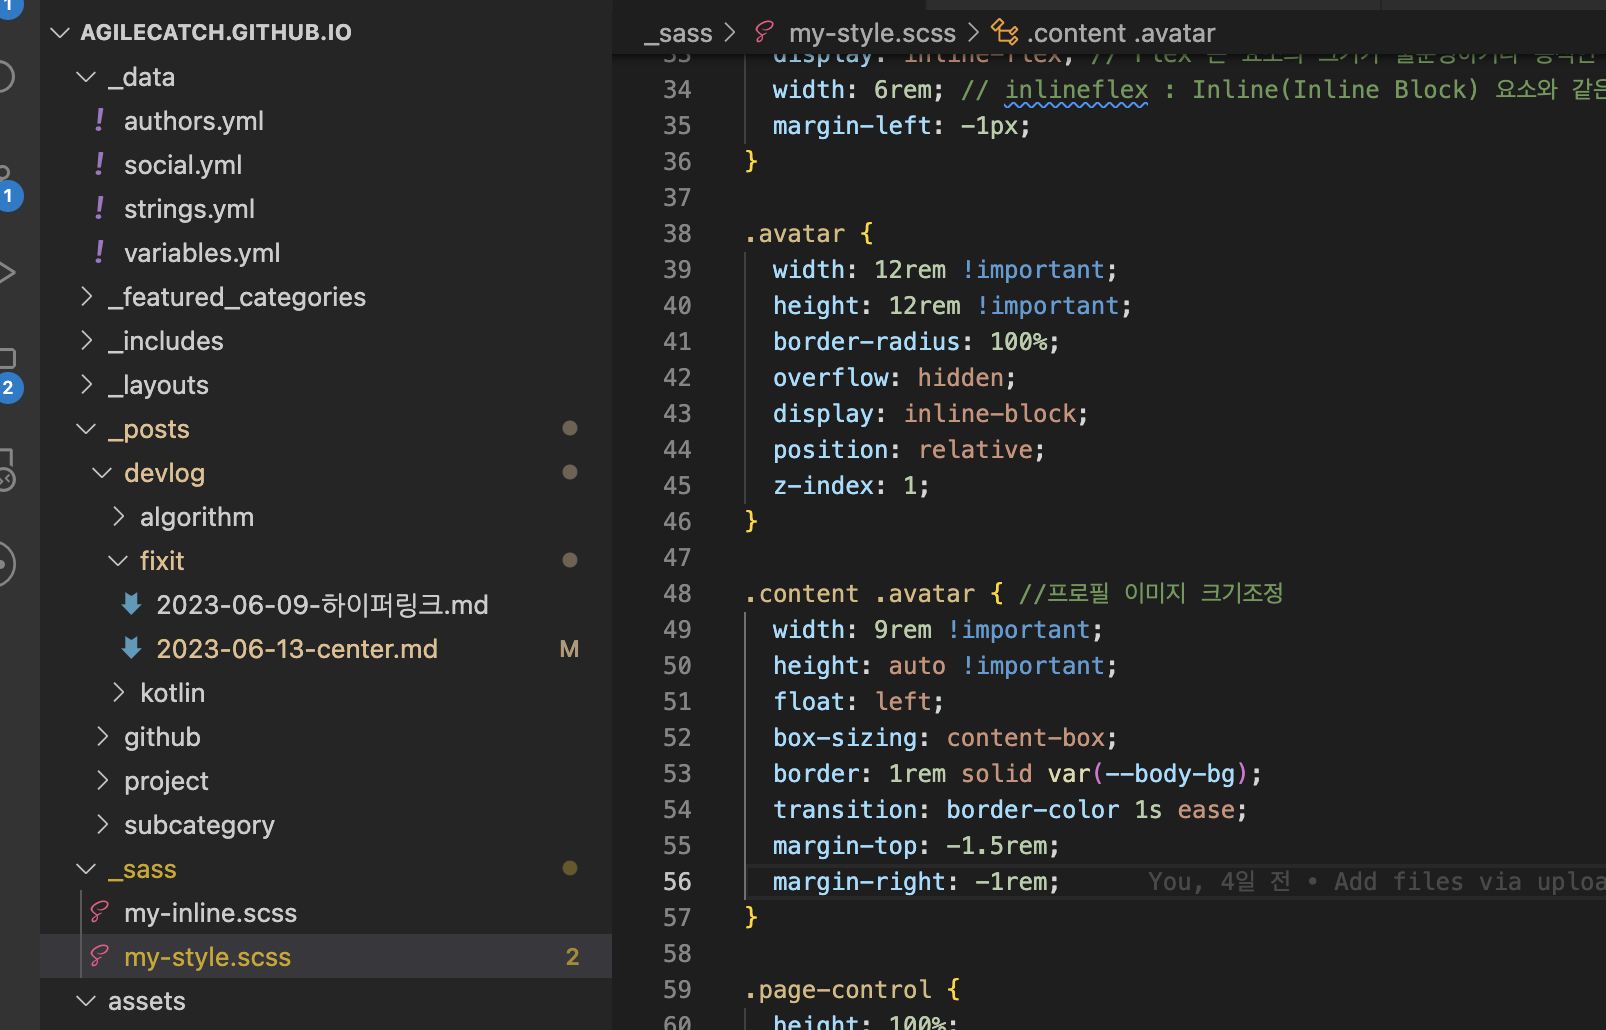 1
AGILECATCH.GITHUB.IO
_data
! authors.yml
! social.yml
1
! strings.yml
! variables.yml
_featured_categories
_includes
2
_layouts
_posts
devlog
algorithm
fixit
2023-06-09-하이퍼링크.md
2023-06-13-center.md M
kotlin
github
project
subcategory
_sass
my-inline.scss
my-style.scss 2
assets
_sass > my-style.scss > .content .avatar
33 display: inline-flex; //
34 width: 6rem; // inlineflex : Inline(Inline Block) 요소와 같은
35 margin-left: -1px;
36 }
37
38 .avatar {
39 width: 12rem !important;
40 height: 12rem !important;
41 border-radius: 100%;
42 overflow: hidden;
43 display: inline-block;
44 position: relative;
45 z-index: 1;
46 }
47
48 .content .avatar { //프로필 이미지 크기조정
49 width: 9rem !important;
50 height: auto !important;
51 float: left;
52 box-sizing: content-box;
53 border: 1rem solid var(--body-bg);
54 transition: border-color 1s ease;
55 margin-top: -1.5rem;
56 margin-right: -1rem; You, 4일 전 • Add files via uploa
57 }
58
59 .page-control {
60 height: 100%;